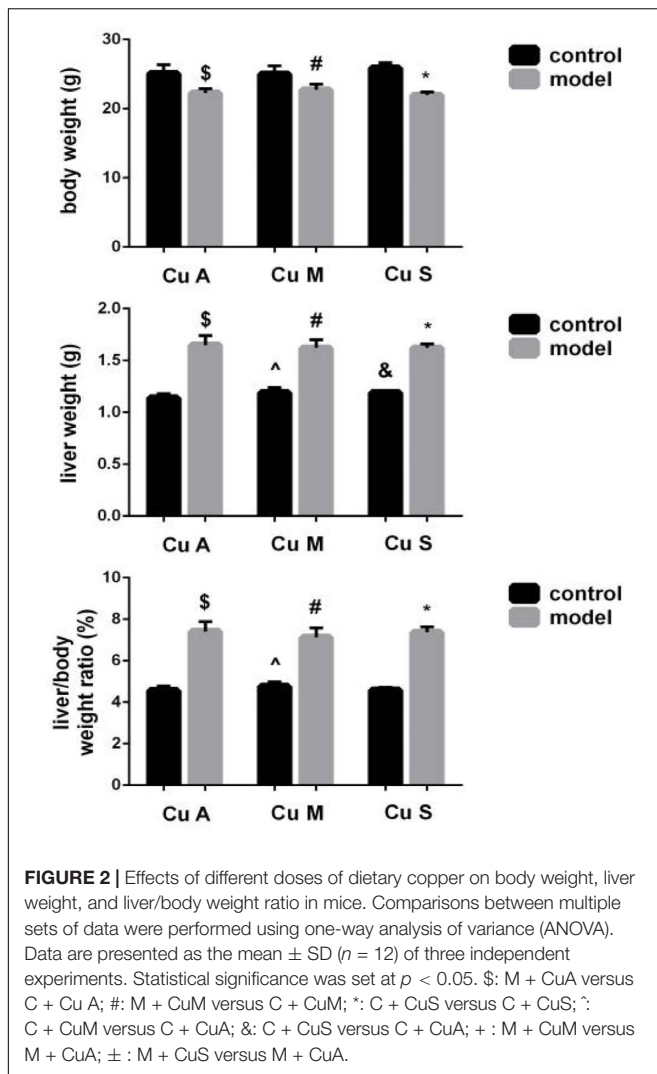 30
20
10
0
body weight (g)
$
#
*
Cu A Cu M Cu S
control
model
2.0
1.5
1.0
0.5
0.0
liver weight (g)
$
^
#
&
*
Cu A Cu M Cu S
control
model
10
8
6
4
2
0
liver/body
weight ratio (%)
$
^
#
*
Cu A Cu M Cu S
control
model
FIGURE 2 | Effects of different doses of dietary copper on body weight, liver
weight, and liver/body weight ratio in mice. Comparisons between multiple
sets of data were performed using one-way analysis of variance (ANOVA).
Data are presented as the mean ± SD (n = 12) of three independent
experiments. Statistical significance was set at p < 0.05. $: M + CuA versus
C + Cu A; #: M + CuM versus C + CuM; *: C + CuS versus C + CuS; ^:
C + CuM versus C + CuA; &: C + CuS versus C + CuA; + : M + CuM versus
M + CuA; ± : M + CuS versus M + CuA.